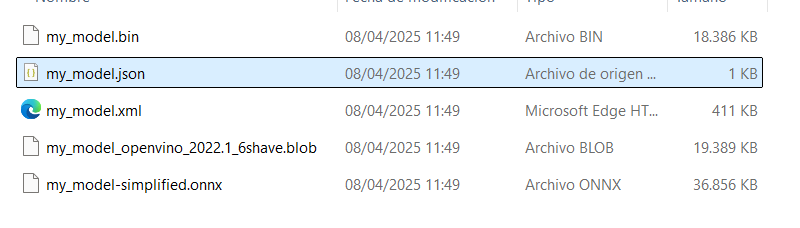 Nombre Fecha de modificación Tipo Tamaño
my_model.bin 08/04/2025 11:49 Archivo BIN 18.386 KB
my_model.json 08/04/2025 11:49 Archivo de origen ... 1 KB
my_model.xml 08/04/2025 11:49 Microsoft Edge HT... 411 KB
my_model_openvino_2022.1_6shave.blob 08/04/2025 11:49 Archivo BLOB 19.389 KB
my_model-simplified.onnx 08/04/2025 11:49 Archivo ONNX 36.856 KB